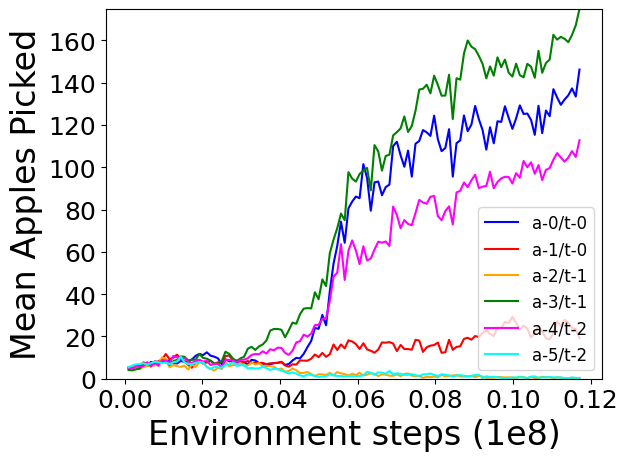 Mean Apples Picked
160
140
120
100
80
60
40
20
0
0.00 0.02 0.04 0.06 0.08 0.10 0.12
Environment steps (1e8)
a-0/t-0
a-1/t-0
a-2/t-1
a-3/t-1
a-4/t-2
a-5/t-2